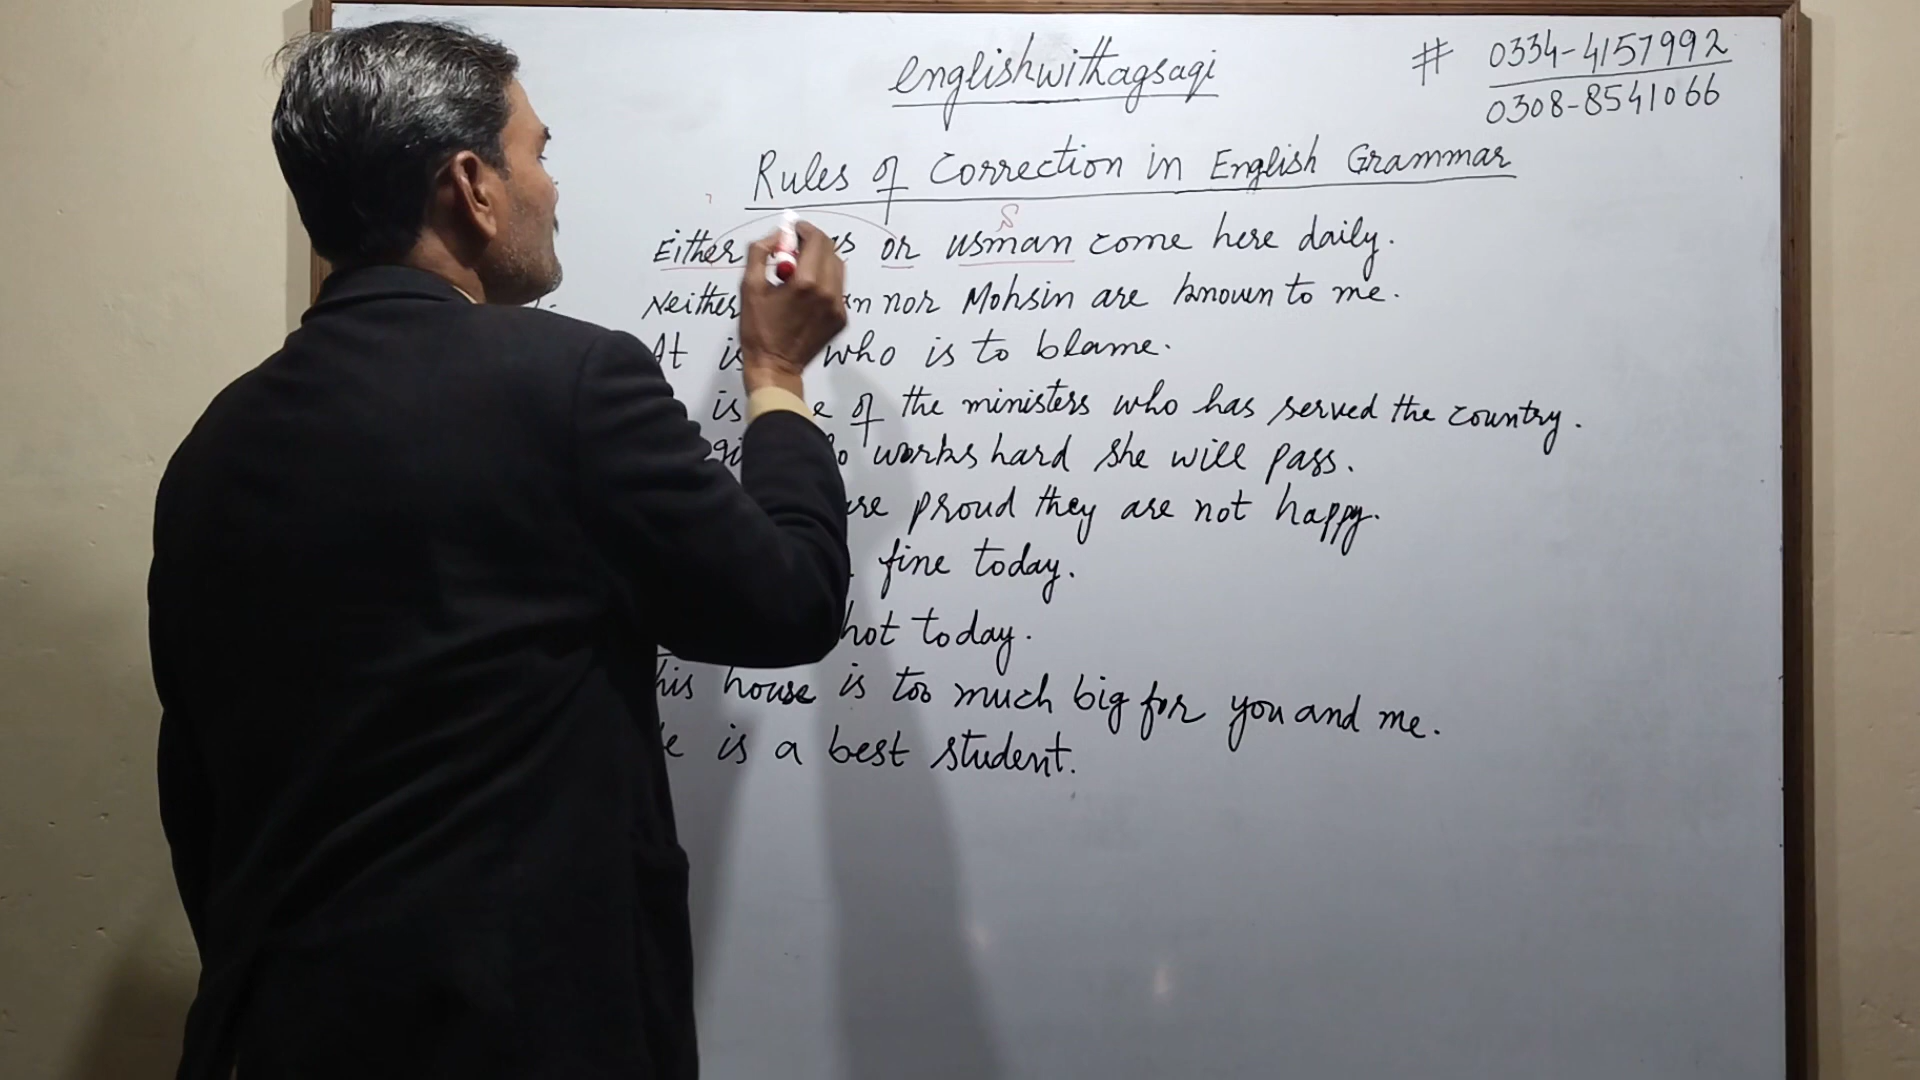 englishwithagsaqi
# 0334-4157992
0308-8541066
Rules of Correction in English Grammar
S
Either or usman come here daily.
Neither nor Mohsin are known to me.
is who is to blame.
is of the ministers who has served the country.
works hard she will pass.
proud they are not happy.
fine today.
hot today.
house is too much big for you and me.
is a best student.